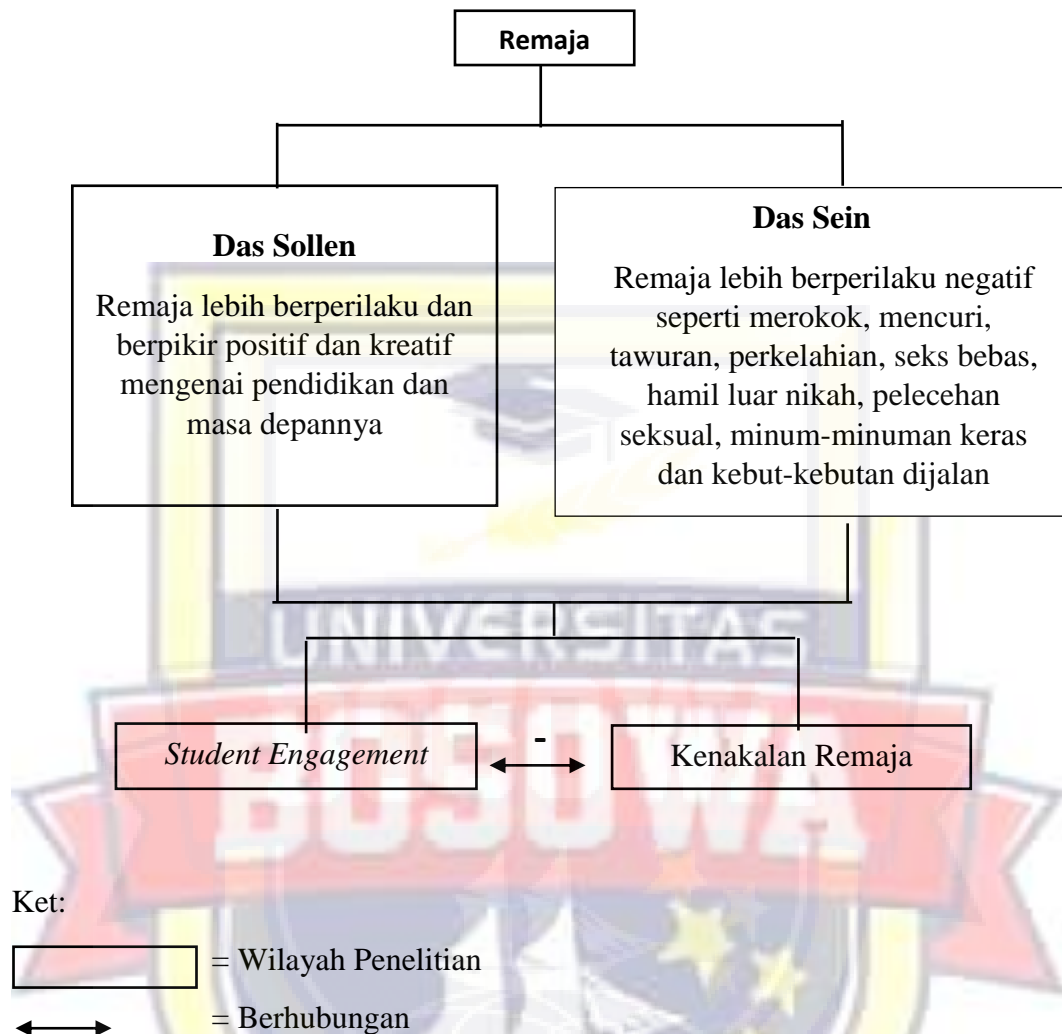 Remaja
Das Sollen
Remaja lebih berperilaku dan
berpikir positif dan kreatif
mengenai pendidikan dan
masa depannya
Das Sein
Remaja lebih berperilaku negatif
seperti merokok, mencuri,
tawuran, perkelahian, seks bebas,
hamil luar nikah, pelecehan
seksual, minum-minuman keras
dan kebut-kebutan dijalan
UNIVERSITAS
BOSOWA
Student Engagement
-
Kenakalan Remaja
Ket:
= Wilayah Penelitian
= Berhubungan